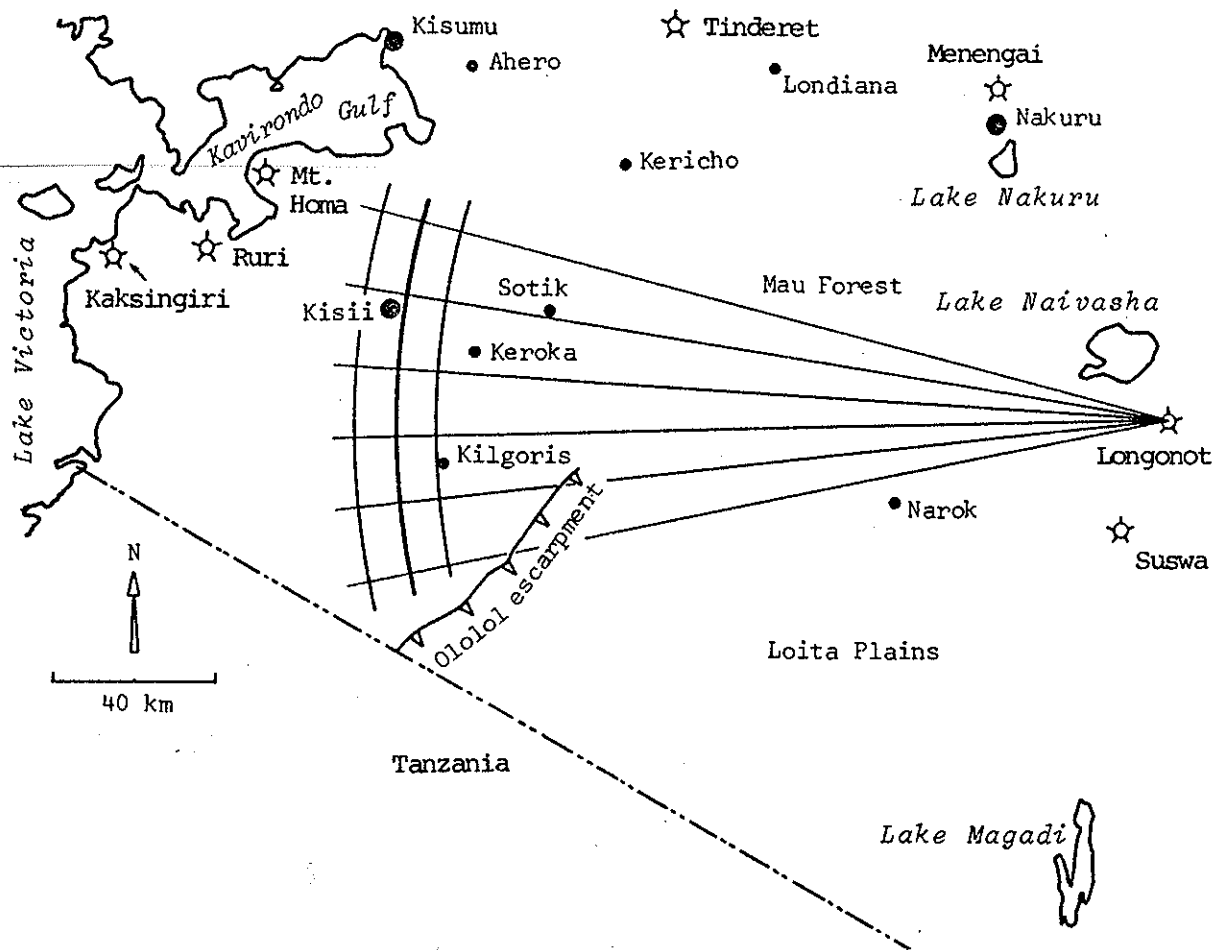 Kisumu
Tinderet
Ahero
Menengai
Londiana
Kavirondo Gulf
Nakuru
Kericho
Mt.
Homa
Lake Nakuru
Lake Victoria
Ruri
Kaksingiri
Mau Forest
Sotik
Lake Naivasha
Kisii
Keroka
Kilgoris
Longonot
Narok
Ololol escarpment
Suswa
N
Loita Plains
40 km
Tanzania
Lake Magadi